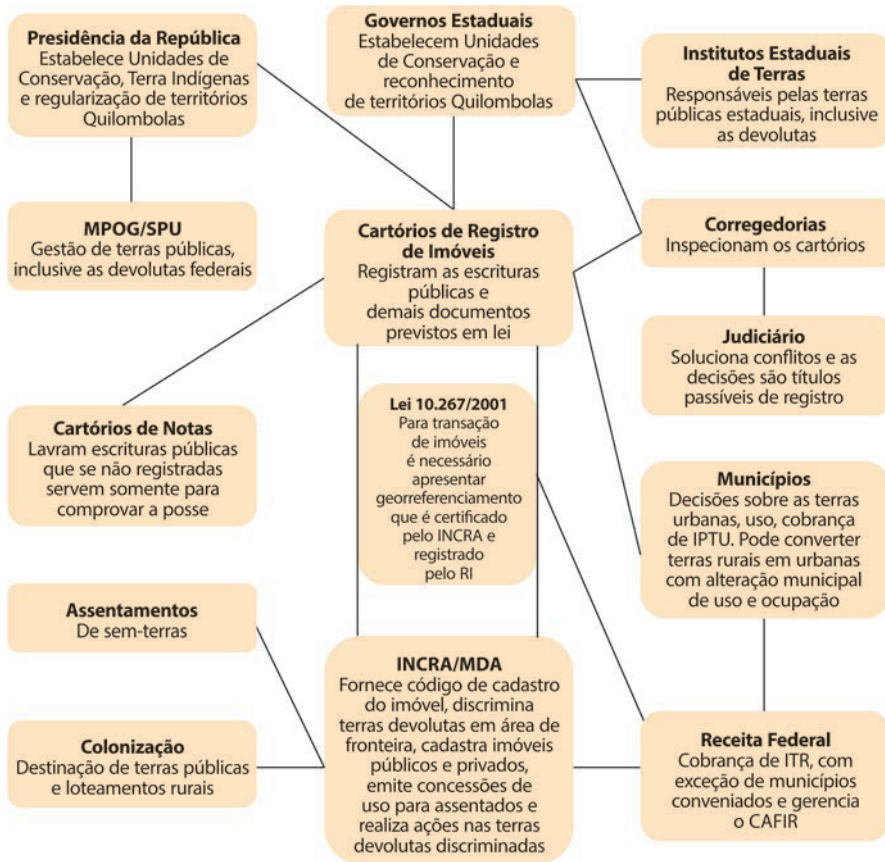 Presidência da República
Estabelece Unidades de
Conservação, Terra Indígenas
e regularização de territórios
Quilombolas
Governos Estaduais
Estabelecem Unidades
de Conservação e
reconhecimento
de territórios Quilombolas
Institutos Estaduais
de Terras
Responsáveis pelas terras
públicas estaduais, inclusive
as devolutas
MPOG/SPU
Gestão de terras públicas,
inclusive as devolutas federais
Cartórios de Registro
de Imóveis
Registram as escrituras
públicas e
demais documentos
previstos em lei
Corregedorias
Inspecionam os cartórios
Judiciário
Soluciona conflitos e as
decisões são títulos
passíveis de registro
Cartórios de Notas
Lavram escrituras públicas
que se não registradas
servem somente para
comprovar a posse
Lei 10.267/2001
Para transação
de imóveis
é necessário
apresentar
georreferenciamento
que é certificado
pelo INCRA e
registrado
pelo RI
Municípios
Decisões sobre as terras
urbanas, uso, cobrança
de IPTU. Pode converter
terras rurais em urbanas
com alteração municipal
de uso e ocupação
Assentamentos
De sem-terras
Colonização
Destinação de terras públicas
e loteamentos rurais
INCRA/MDA
Fornece código de cadastro
do imóvel, discrimina
terras devolutas em área de
fronteira, cadastra imóveis
públicos e privados,
emite concessões de
uso para assentados e
realiza ações nas terras
devolutas discriminadas
Receita Federal
Cobrança de ITR, com
exceção de municípios
conveniados e gerencia
o CAFIR